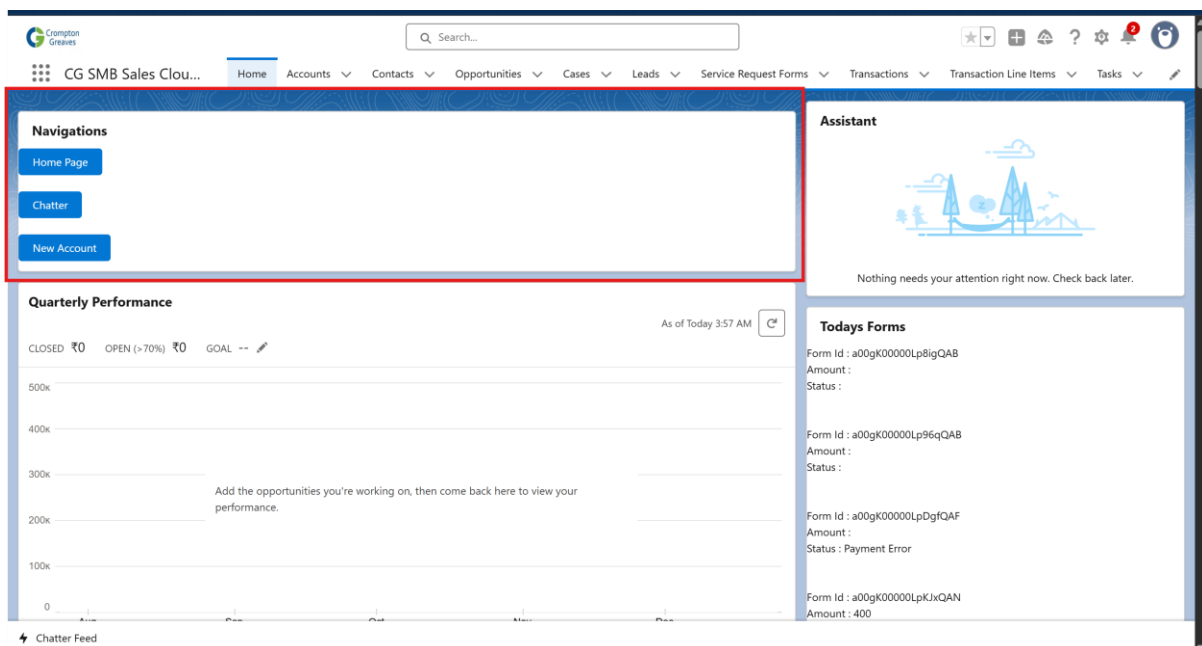 Crompton
Greaves
Search...
2
CG SMB Sales Clou...
Home
Accounts
Contacts
Opportunities
Cases
Leads
Service Request Forms
Transactions
Transaction Line Items
Tasks
Navigations
Home Page
Chatter
New Account
Quarterly Performance
As of Today 3:57 AM
CLOSED ₹0 OPEN (>70%) ₹0 GOAL --
500K
400K
300K
200K
100K
0
Add the opportunities you're working on, then come back here to view your
performance.
Aug Sep Oct Nov Dec
Assistant
z
Nothing needs your attention right now. Check back later.
Todays Forms
Form Id : a00gK00000Lp8igQAB
Amount :
Status :
Form Id : a00gK00000Lp96qQAB
Amount :
Status :
Form Id : a00gK00000LpDgfQAF
Amount :
Status : Payment Error
Form Id : a00gK00000LpKJxQAN
Amount : 400
Chatter Feed